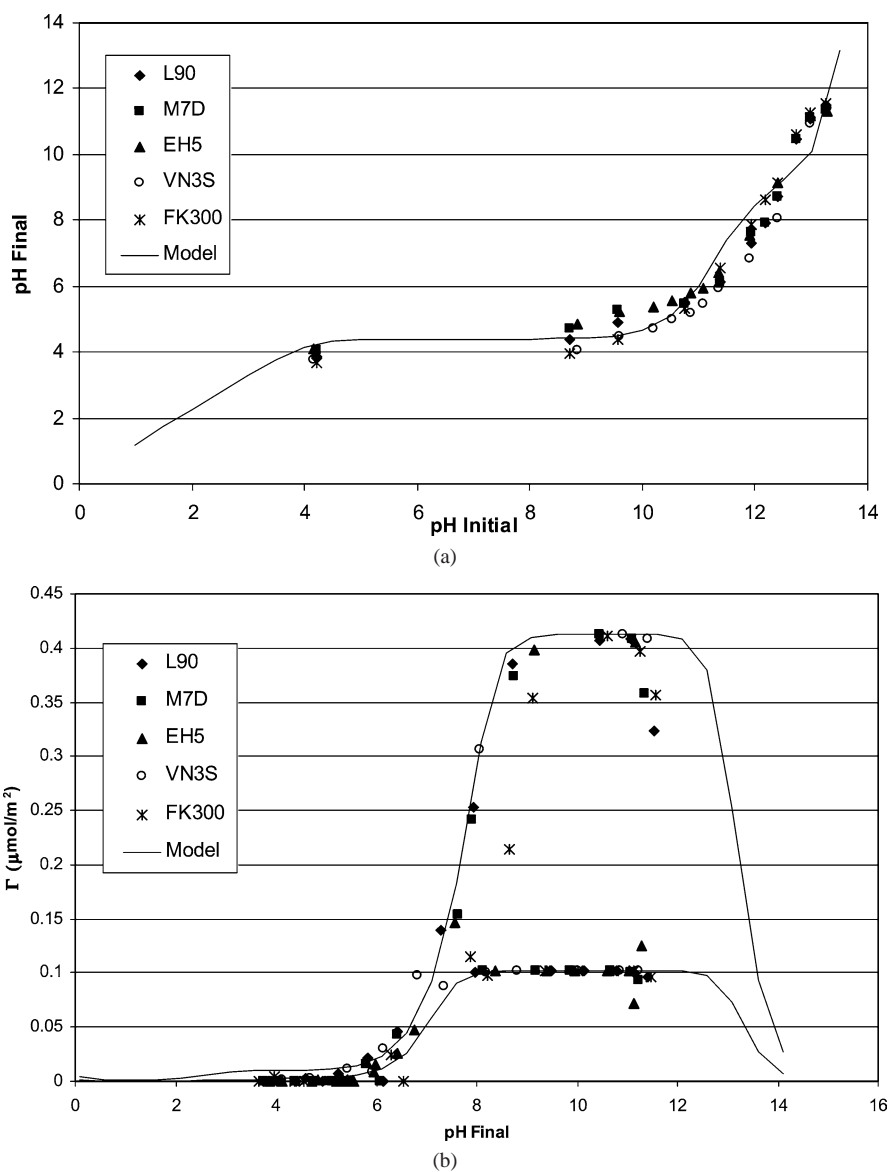 14
12
10
8
6
4
2
0
pH Final
L90
M7D
EH5
VN3S
FK300
Model
0 2 4 6 8 10 12 14
pH Initial
(a)
0.45
0.4
0.35
0.3
0.25
0.2
0.15
0.1
0.05
0
Γ (μmol/m²)
L90
M7D
EH5
VN3S
FK300
Model
0 2 4 6 8 10 12 14 16
pH Final
(b)